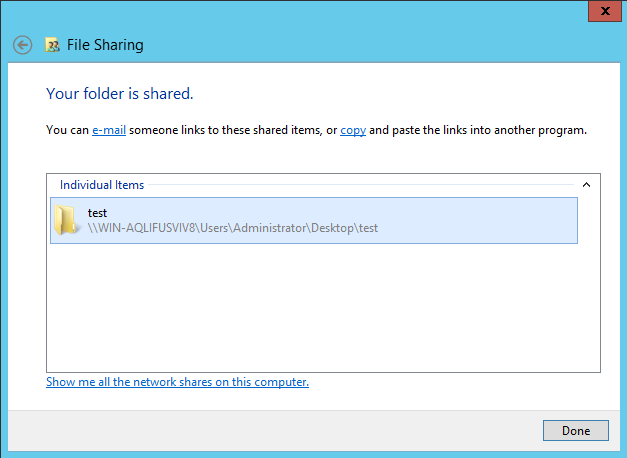 File Sharing
Your folder is shared.
You can e-mail someone links to these shared items, or copy and paste the links into another program.
Individual Items
test
\\WIN-AQLIFUSVIV8\Users\Administrator\Desktop\test
Show me all the network shares on this computer.
Done